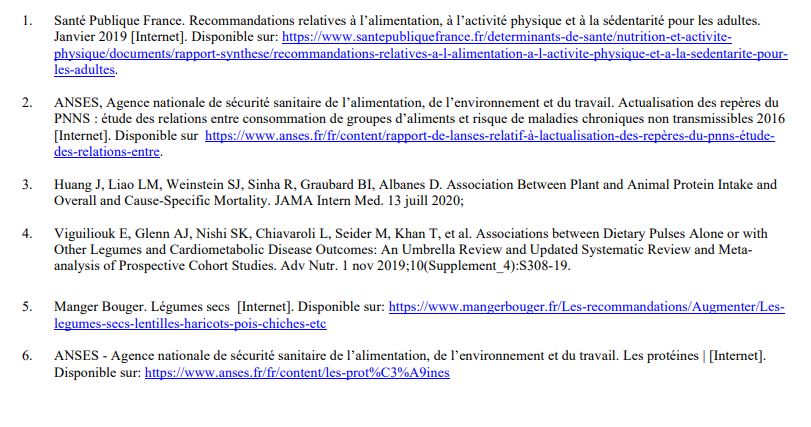 1. Santé Publique France. Recommandations relatives à l’alimentation, à l’activité physique et à la sédentarité pour les adultes.
Janvier 2019 [Internet]. Disponible sur: https://www.santepubliquefrance.fr/determinants-de-sante/nutrition-et-activite-
physique/documents/rapport-synthese/recommandations-relatives-a-l-alimentation-a-l-activite-physique-et-a-la-sedentarite-pour-
les-adultes.
2. ANSES, Agence nationale de sécurité sanitaire de l’alimentation, de l’environnement et du travail. Actualisation des repères du
PNNS : étude des relations entre consommation de groupes d’aliments et risque de maladies chroniques non transmissibles 2016
[Internet]. Disponible sur https://www.anses.fr/fr/content/rapport-de-lanses-relatif-à-lactualisation-des-repères-du-pnns-étude-
des-relations-entre.
3. Huang J, Liao LM, Weinstein SJ, Sinha R, Graubard BI, Albanes D. Association Between Plant and Animal Protein Intake and
Overall and Cause-Specific Mortality. JAMA Intern Med. 13 juill 2020;
4. Viguiliouk E, Glenn AJ, Nishi SK, Chiavaroli L, Seider M, Khan T, et al. Associations between Dietary Pulses Alone or with
Other Legumes and Cardiometabolic Disease Outcomes: An Umbrella Review and Updated Systematic Review and Meta-
analysis of Prospective Cohort Studies. Adv Nutr. 1 nov 2019;10(Supplement_4):S308-19.
5. Manger Bouger. Légumes secs [Internet]. Disponible sur: https://www.mangerbouger.fr/Les-recommandations/Augmenter/Les-
legumes-secs-lentilles-haricots-pois-chiches-etc
6. ANSES - Agence nationale de sécurité sanitaire de l’alimentation, de l’environnement et du travail. Les protéines | [Internet].
Disponible sur: https://www.anses.fr/fr/content/les-prot%C3%A9ines